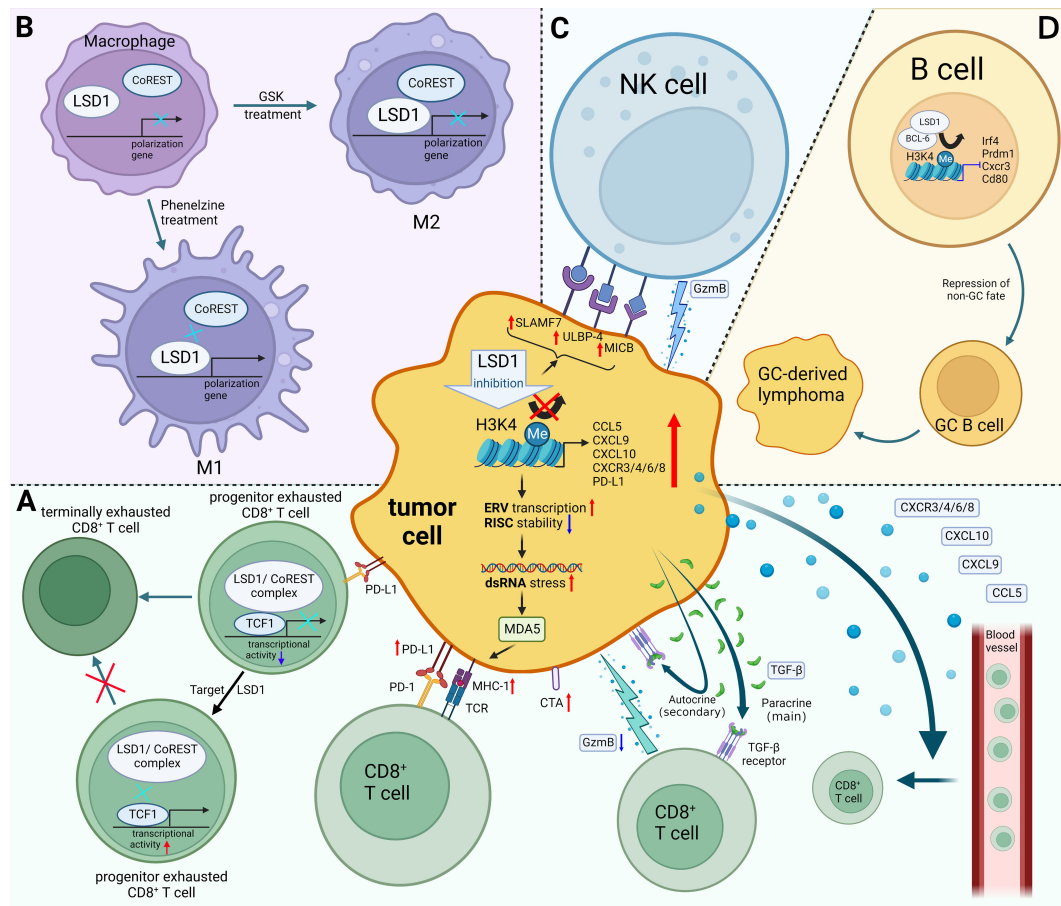 B
Macrophage
CoREST
LSD1
polarization
gene
GSK
treatment
CoREST
LSD1
polarization
gene
M2
Phenelzine
treatment
CoREST
LSD1
polarization
gene
M1
C
NK cell
GzmB
D
B cell
LSD1
BCL-6
H3K4
Me
Irf4
Prdm1
Cxcr3
Cd80
Repression of
non-GC fate
GC B cell
GC-derived
lymphoma
SLAMF7
ULBP-4
MICB
LSD1
inhibition
H3K4
Me
CCL5
CXCL9
CXCL10
CXCR3/4/6/8
PD-L1
tumor
cell
ERV transcription
RISC stability
dsRNA stress
MDA5
A
terminally exhausted
CD8⁺ T cell
progenitor exhausted
CD8⁺ T cell
LSD1/ CoREST
complex
TCF1
transcriptional
activity
PD-L1
Target LSD1
LSD1/ CoREST
complex
TCF1
transcriptional
activity
progenitor exhausted
CD8⁺ T cell
PD-L1
PD-1
MHC-1
TCR
CD8⁺
T cell
CTA
GzmB
Autocrine
(secondary)
TGF-β
Paracrine
(main)
TGF-β
receptor
CD8⁺
T cell
CXCR3/4/6/8
CXCL10
CXCL9
CCL5
Blood
vessel
CD8⁺
T cell